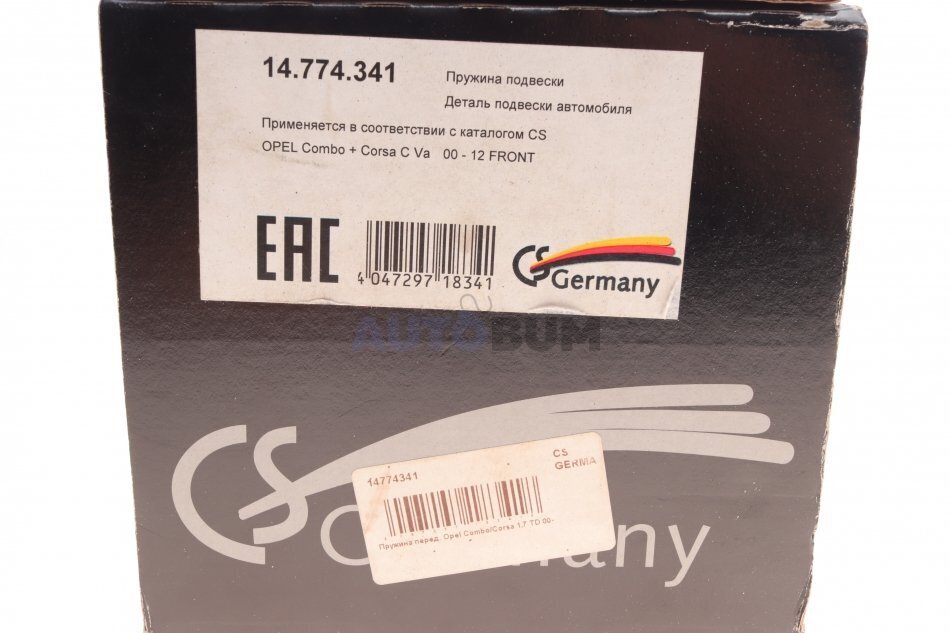 14.774.341 Пружина подвески
Деталь подвески автомобиля
Применяется в соответствии с каталогом CS
OPEL Combo + Corsa C Va 00 - 12 FRONT
EAC
4 047297 18341
CS Germany
AUTOBUM
CS Germany
14774341
CS
GERMA
Пружина перед. Opel Combo/Corsa 1.7 TD 00-